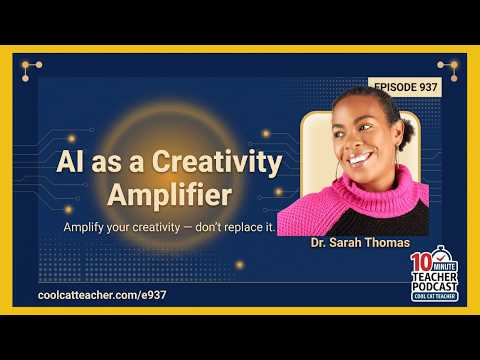 EPISODE 937
AI as a Creativity
Amplifier
Amplify your creativity — don't replace it.
Dr. Sarah Thomas
coolcatteacher.com/e937
10
MINUTE
TEACHER
PODCAST
COOL CAT TEACHER